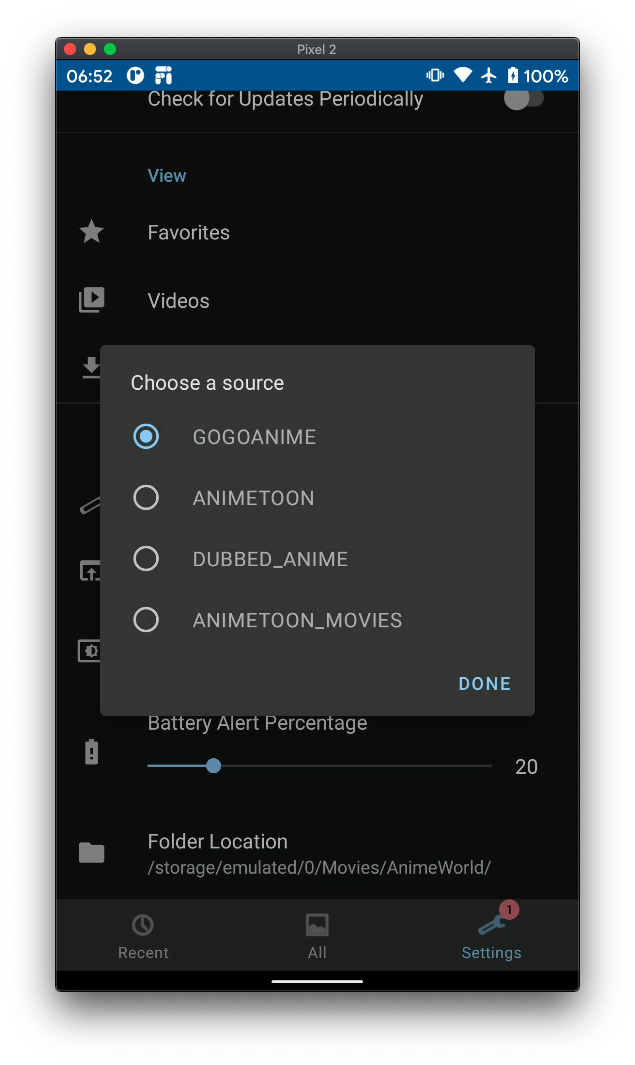 Pixel 2
06:52
100%
Check for Updates Periodically
View
Favorites
Videos
Choose a source
GOGOANIME
ANIMETOON
DUBBED_ANIME
ANIMETOON_MOVIES
DONE
Battery Alert Percentage
20
Folder Location
/storage/emulated/0/Movies/AnimeWorld/
1
Recent
All
Settings